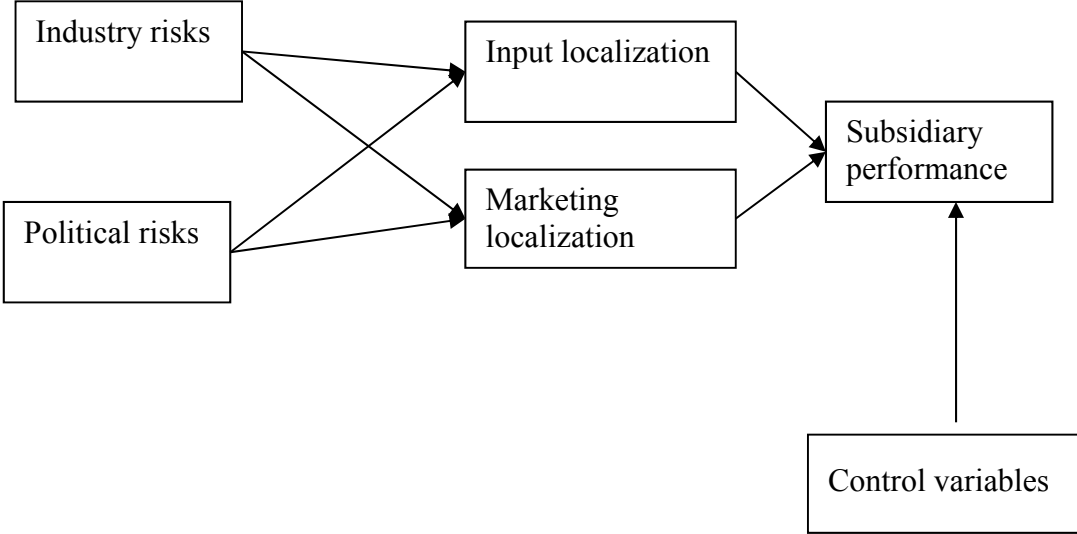 Industry risks
Input localization
Subsidiary
performance
Marketing
localization
Political risks
Control variables